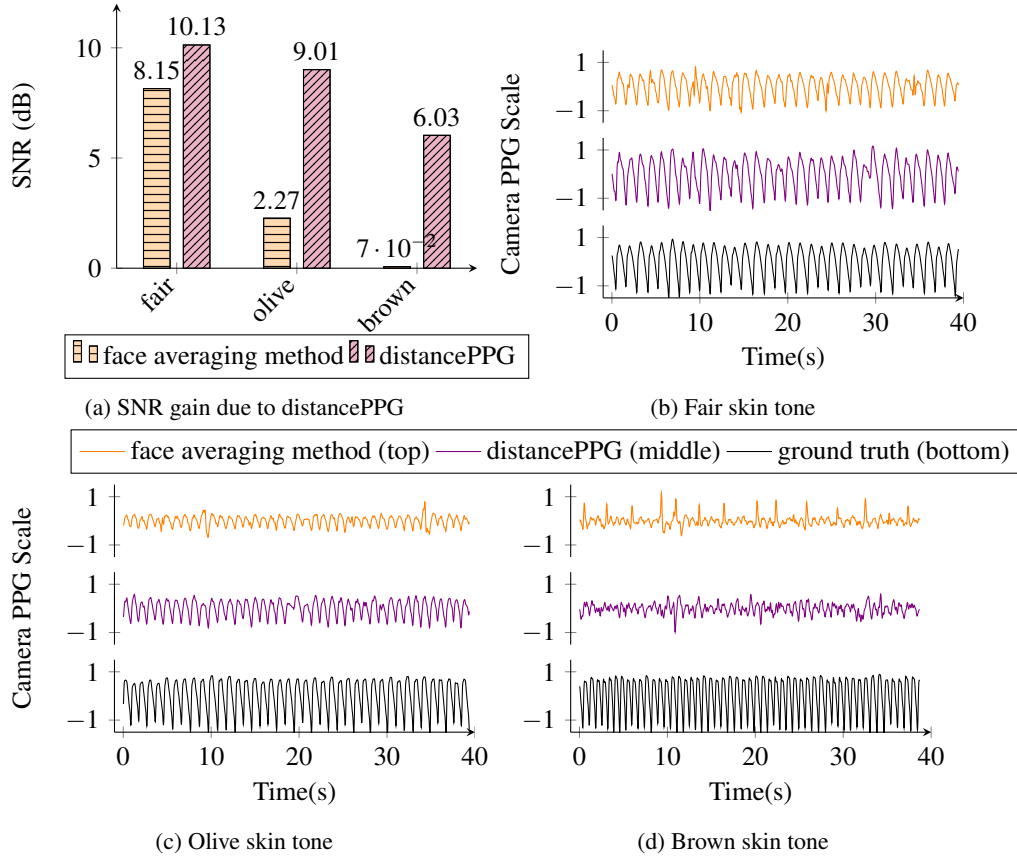 10.13
8.15
9.01
6.03
2.27
7 · 10⁻²
10
5
0
SNR (dB)
fair
olive
brown
face averaging method distancePPG
(a) SNR gain due to distancePPG
1
−1
1
−1
1
−1
Camera PPG Scale
0 10 20 30 40
Time(s)
(b) Fair skin tone
face averaging method (top) distancePPG (middle) ground truth (bottom)
1
−1
1
−1
1
−1
Camera PPG Scale
0 10 20 30 40
Time(s)
(c) Olive skin tone
1
−1
1
−1
1
−1
0 10 20 30 40
Time(s)
(d) Brown skin tone